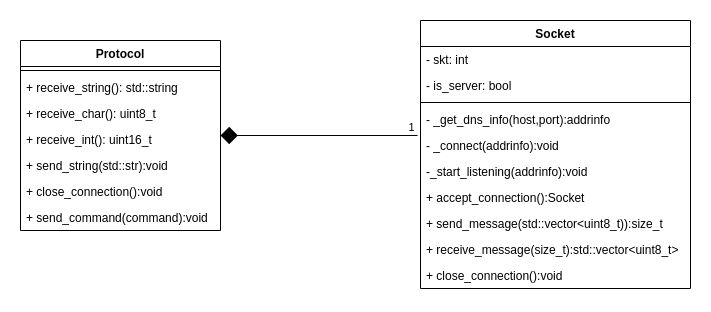 Protocol
+ receive_string(): std::string
+ receive_char(): uint8_t
+ receive_int(): uint16_t
+ send_string(std::str):void
+ close_connection():void
+ send_command(command):void
1
Socket
- skt: int
- is_server: bool
- _get_dns_info(host,port):addrinfo
- _connect(addrinfo):void
-_start_listening(addrinfo):void
+ accept_connection():Socket
+ send_message(std::vector<uint8_t)):size_t
+ receive_message(size_t):std::vector<uint8_t>
+ close_connection():void